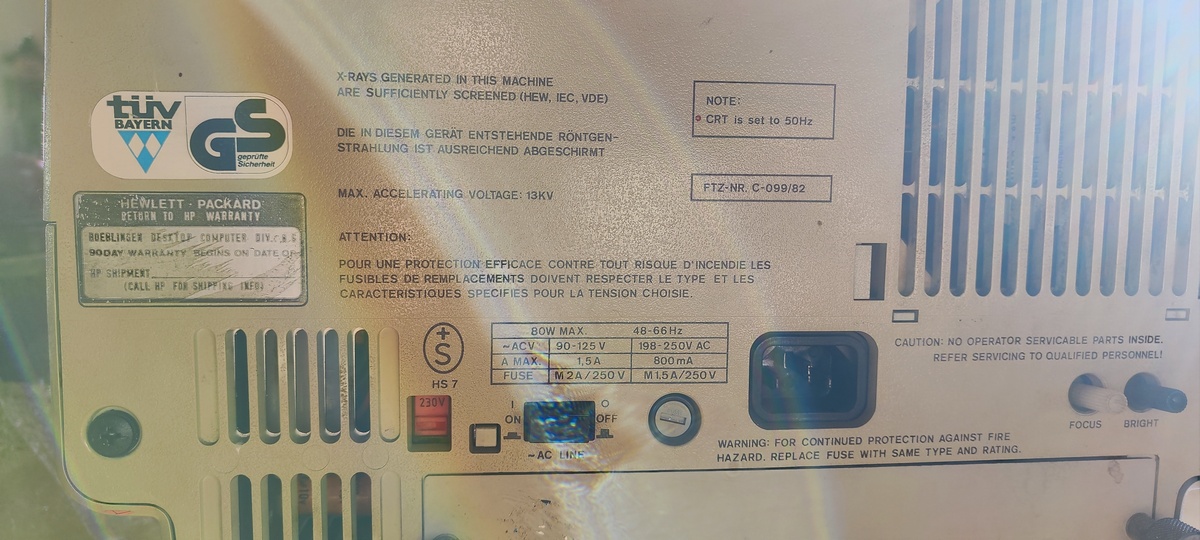 tüv
BAYERN
GS
geprüfte
Sicherheit
X-RAYS GENERATED IN THIS MACHINE
ARE SUFFICIENTLY SCREENED (HEW, IEC, VDE)
DIE IN DIESEM GERÄT ENTSTEHENDE RÖNTGEN-
STRAHLUNG IST AUSREICHEND ABGESCHIRMT
MAX. ACCELERATING VOLTAGE: 13KV
NOTE:
CRT is set to 50Hz
FTZ-NR. C-099/82
HEWLETT · PACKARD
RETURN TO HP WARRANTY
BOEBLINGEN DESKTOP COMPUTER DIV.
90DAY WARRANTY BEGINS ON DATE OF
HP SHIPMENT
(CALL HP FOR SHIPPING INFO)
ATTENTION:
POUR UNE PROTECTION EFFICACE CONTRE TOUT RISQUE D'INCENDIE LES
FUSIBLES DE REMPLACEMENTS DOIVENT RESPECTER LE TYPE ET LES
CARACTERISTIQUES SPECIFIES POUR LA TENSION CHOISIE.
+
S
HS 7
80W MAX. 48-66Hz
~ACV 90-125 V 198-250V AC
A MAX. 1,5A 800mA
FUSE M2A/250V M1.5A/250V
CAUTION: NO OPERATOR SERVICABLE PARTS INSIDE.
REFER SERVICING TO QUALIFIED PERSONNEL!
230V
I O
ON OFF
~AC LINE
FOCUS BRIGHT
WARNING: FOR CONTINUED PROTECTION AGAINST FIRE
HAZARD. REPLACE FUSE WITH SAME TYPE AND RATING.